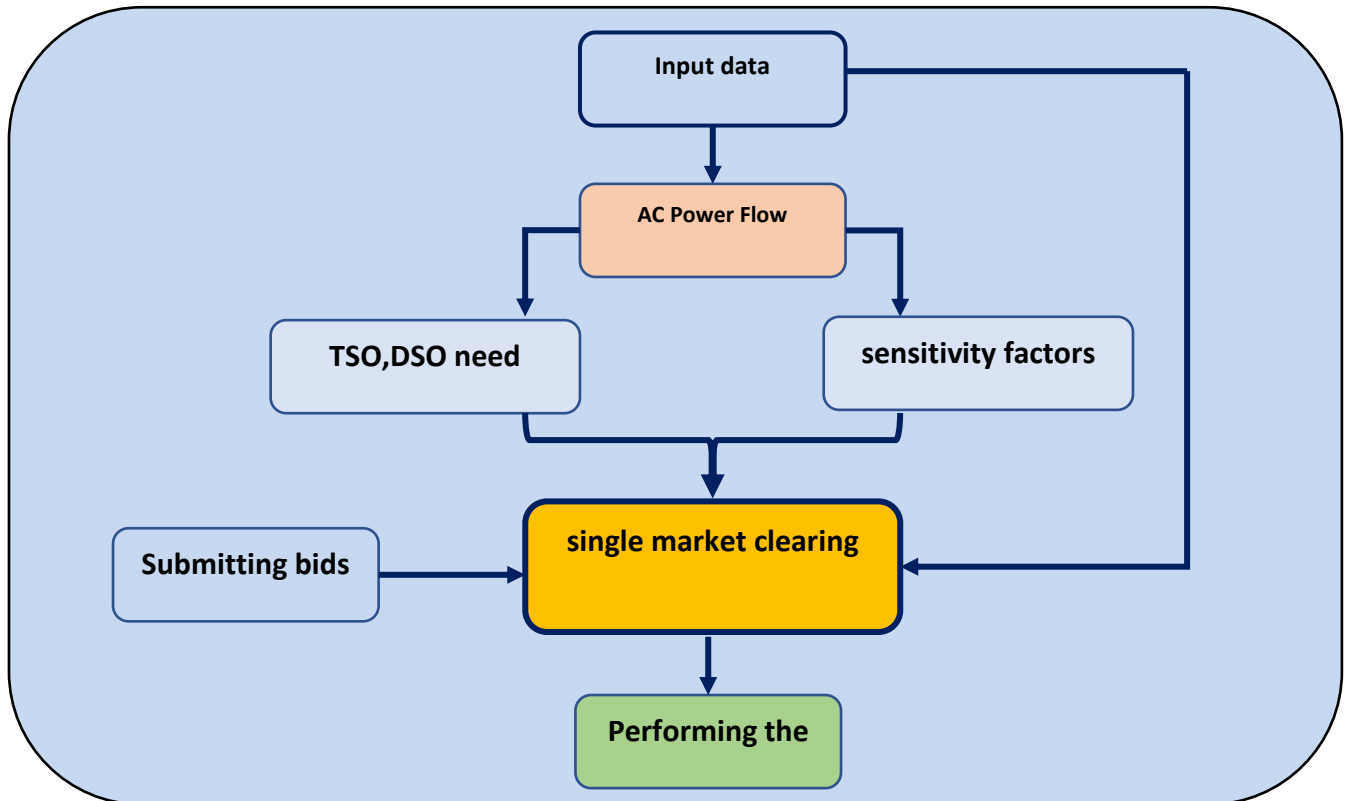 Input data
AC Power Flow
TSO,DSO need
sensitivity factors
single market clearing
Submitting bids
Performing the